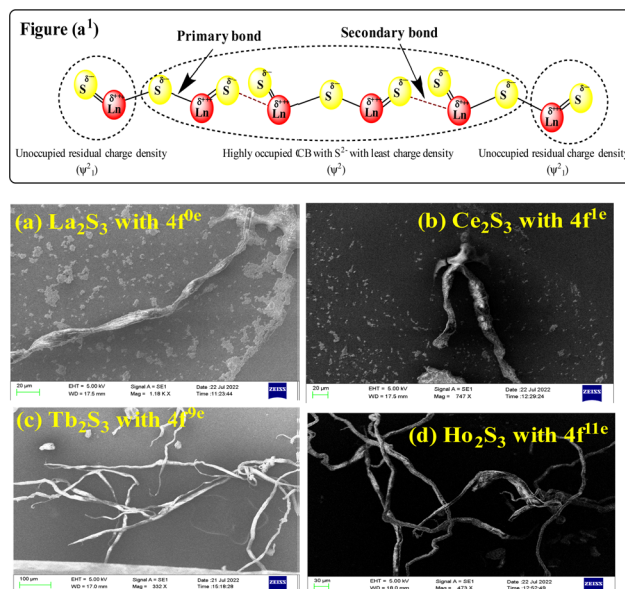 Figure (a¹)
Primary bond
Secondary bond
δ⁻ δ⁻ δ⁻ δ⁻ δ⁻ δ⁻ δ⁻ δ⁻ δ⁻
S S S S S S S S S
δ⁺⁺ δ⁺⁺ δ⁺⁺ δ⁺⁺ δ⁺⁺ δ⁺⁺
Ln Ln Ln Ln Ln Ln
Unoccupied residual charge density
(ψ²₁)
Highly occupied CB with S²⁻ with least charge density
(ψ²)
Unoccupied residual charge density
(ψ²₁)
(a) La₂S₃ with 4f⁰ᵉ
20 µm
EHT = 5.00 kV
WD = 17.5 mm
Signal A = SE1
Mag = 1.18 K X
Date :22 Jul 2022
Time :11:23:44
ZEISS
(b) Ce₂S₃ with 4f¹ᵉ
20 µm
EHT = 5.00 kV
WD = 17.5 mm
Signal A = SE1
Mag = 747 X
Date :22 Jul 2022
Time :12:29:24
ZEISS
(c) Tb₂S₃ with 4f⁹ᵉ
100 µm
EHT = 5.00 kV
WD = 17.0 mm
Signal A = SE1
Mag = 332 X
Date :21 Jul 2022
ZEISS
(d) Ho₂S₃ with 4f¹¹ᵉ
30 µm
EHT = 5.00 kV
Signal A = SE1
Date :22 Jul 2022
ZEISS